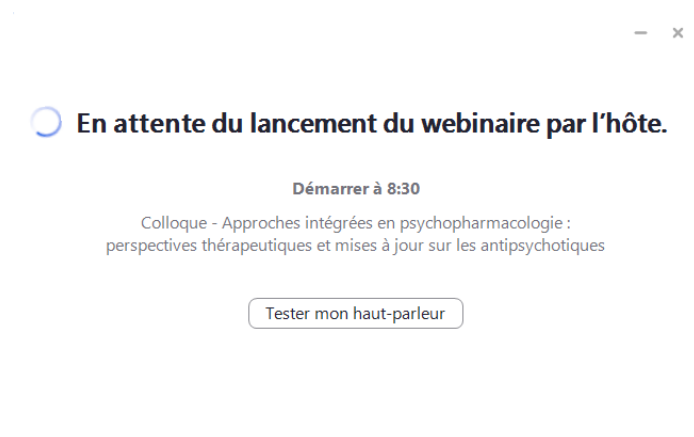 En attente du lancement du webinaire par l’hôte.
Démarrer à 8:30
Colloque - Approches intégrées en psychopharmacologie :
perspectives thérapeutiques et mises à jour sur les antipsychotiques
Tester mon haut-parleur